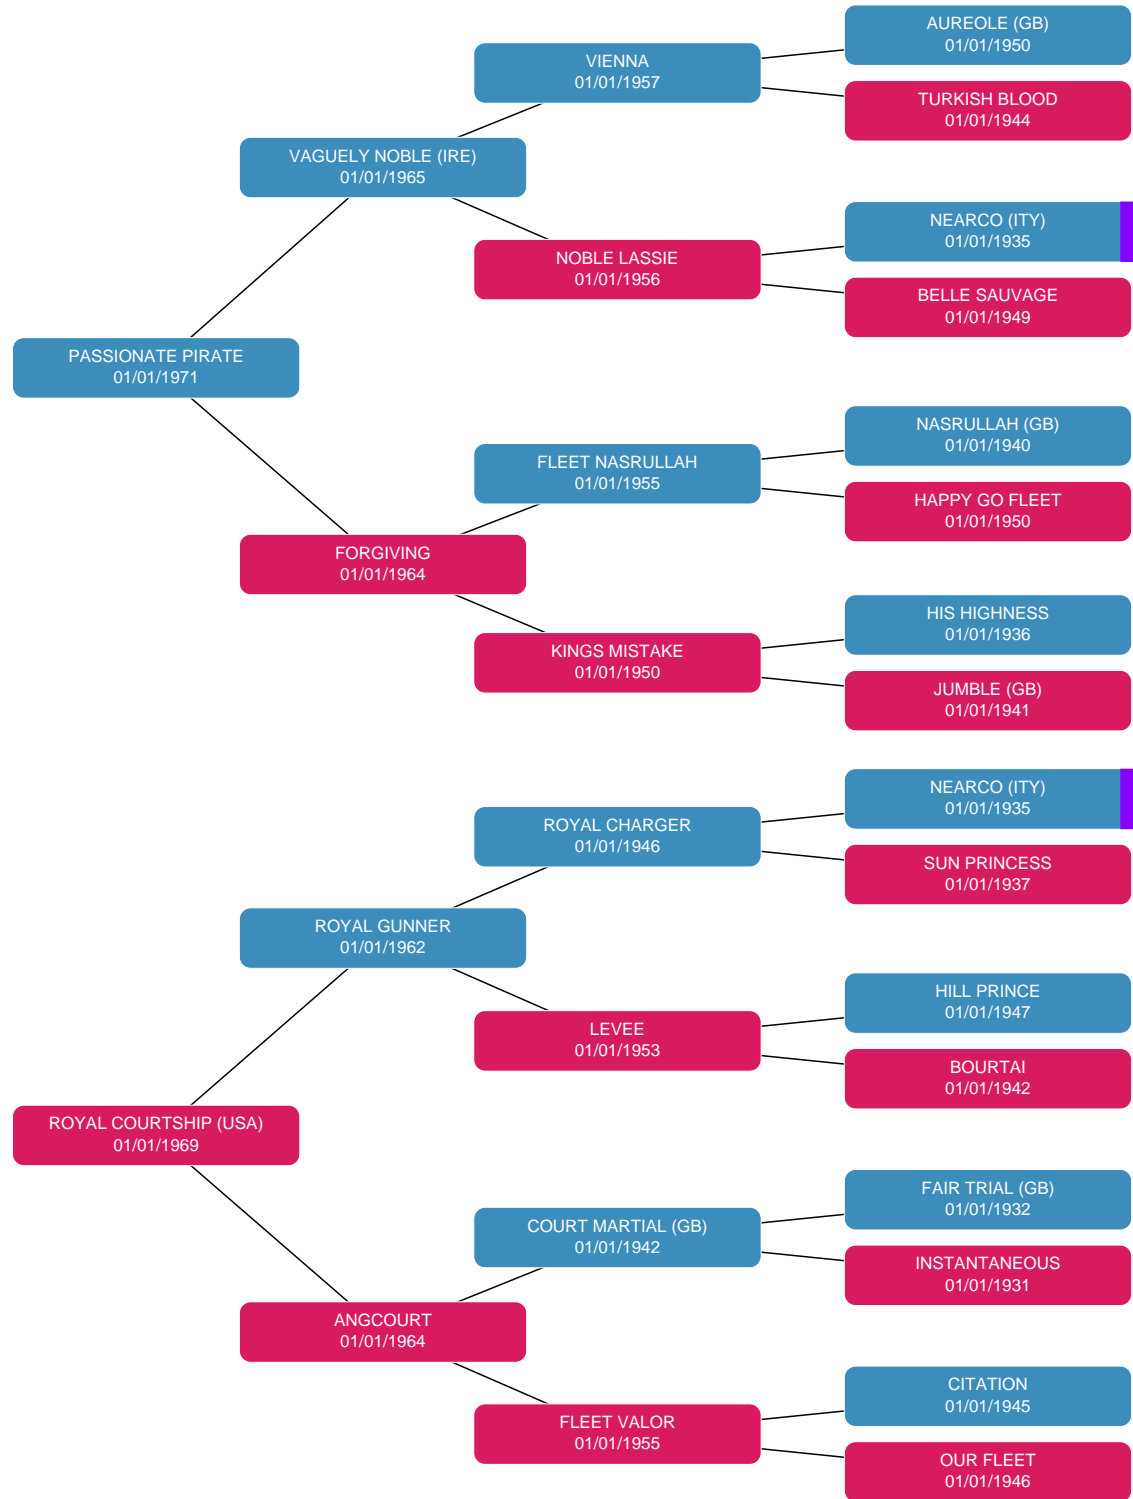 AUREOLE (GB)
01/01/1950
VIENNA
01/01/1957
TURKISH BLOOD
01/01/1944
VAGUELY NOBLE (IRE)
01/01/1965
NEARCO (ITY)
01/01/1935
NOBLE LASSIE
01/01/1956
BELLE SAUVAGE
01/01/1949
PASSIONATE PIRATE
01/01/1971
NASRULLAH (GB)
01/01/1940
FLEET NASRULLAH
01/01/1955
HAPPY GO FLEET
01/01/1950
FORGIVING
01/01/1964
HIS HIGHNESS
01/01/1936
KINGS MISTAKE
01/01/1950
JUMBLE (GB)
01/01/1941
NEARCO (ITY)
01/01/1935
ROYAL CHARGER
01/01/1946
SUN PRINCESS
01/01/1937
ROYAL GUNNER
01/01/1962
HILL PRINCE
01/01/1947
LEVEE
01/01/1953
BOURTAI
01/01/1942
ROYAL COURTSHIP (USA)
01/01/1969
FAIR TRIAL (GB)
01/01/1932
COURT MARTIAL (GB)
01/01/1942
INSTANTANEOUS
01/01/1931
ANGCOURT
01/01/1964
CITATION
01/01/1945
FLEET VALOR
01/01/1955
OUR FLEET
01/01/1946